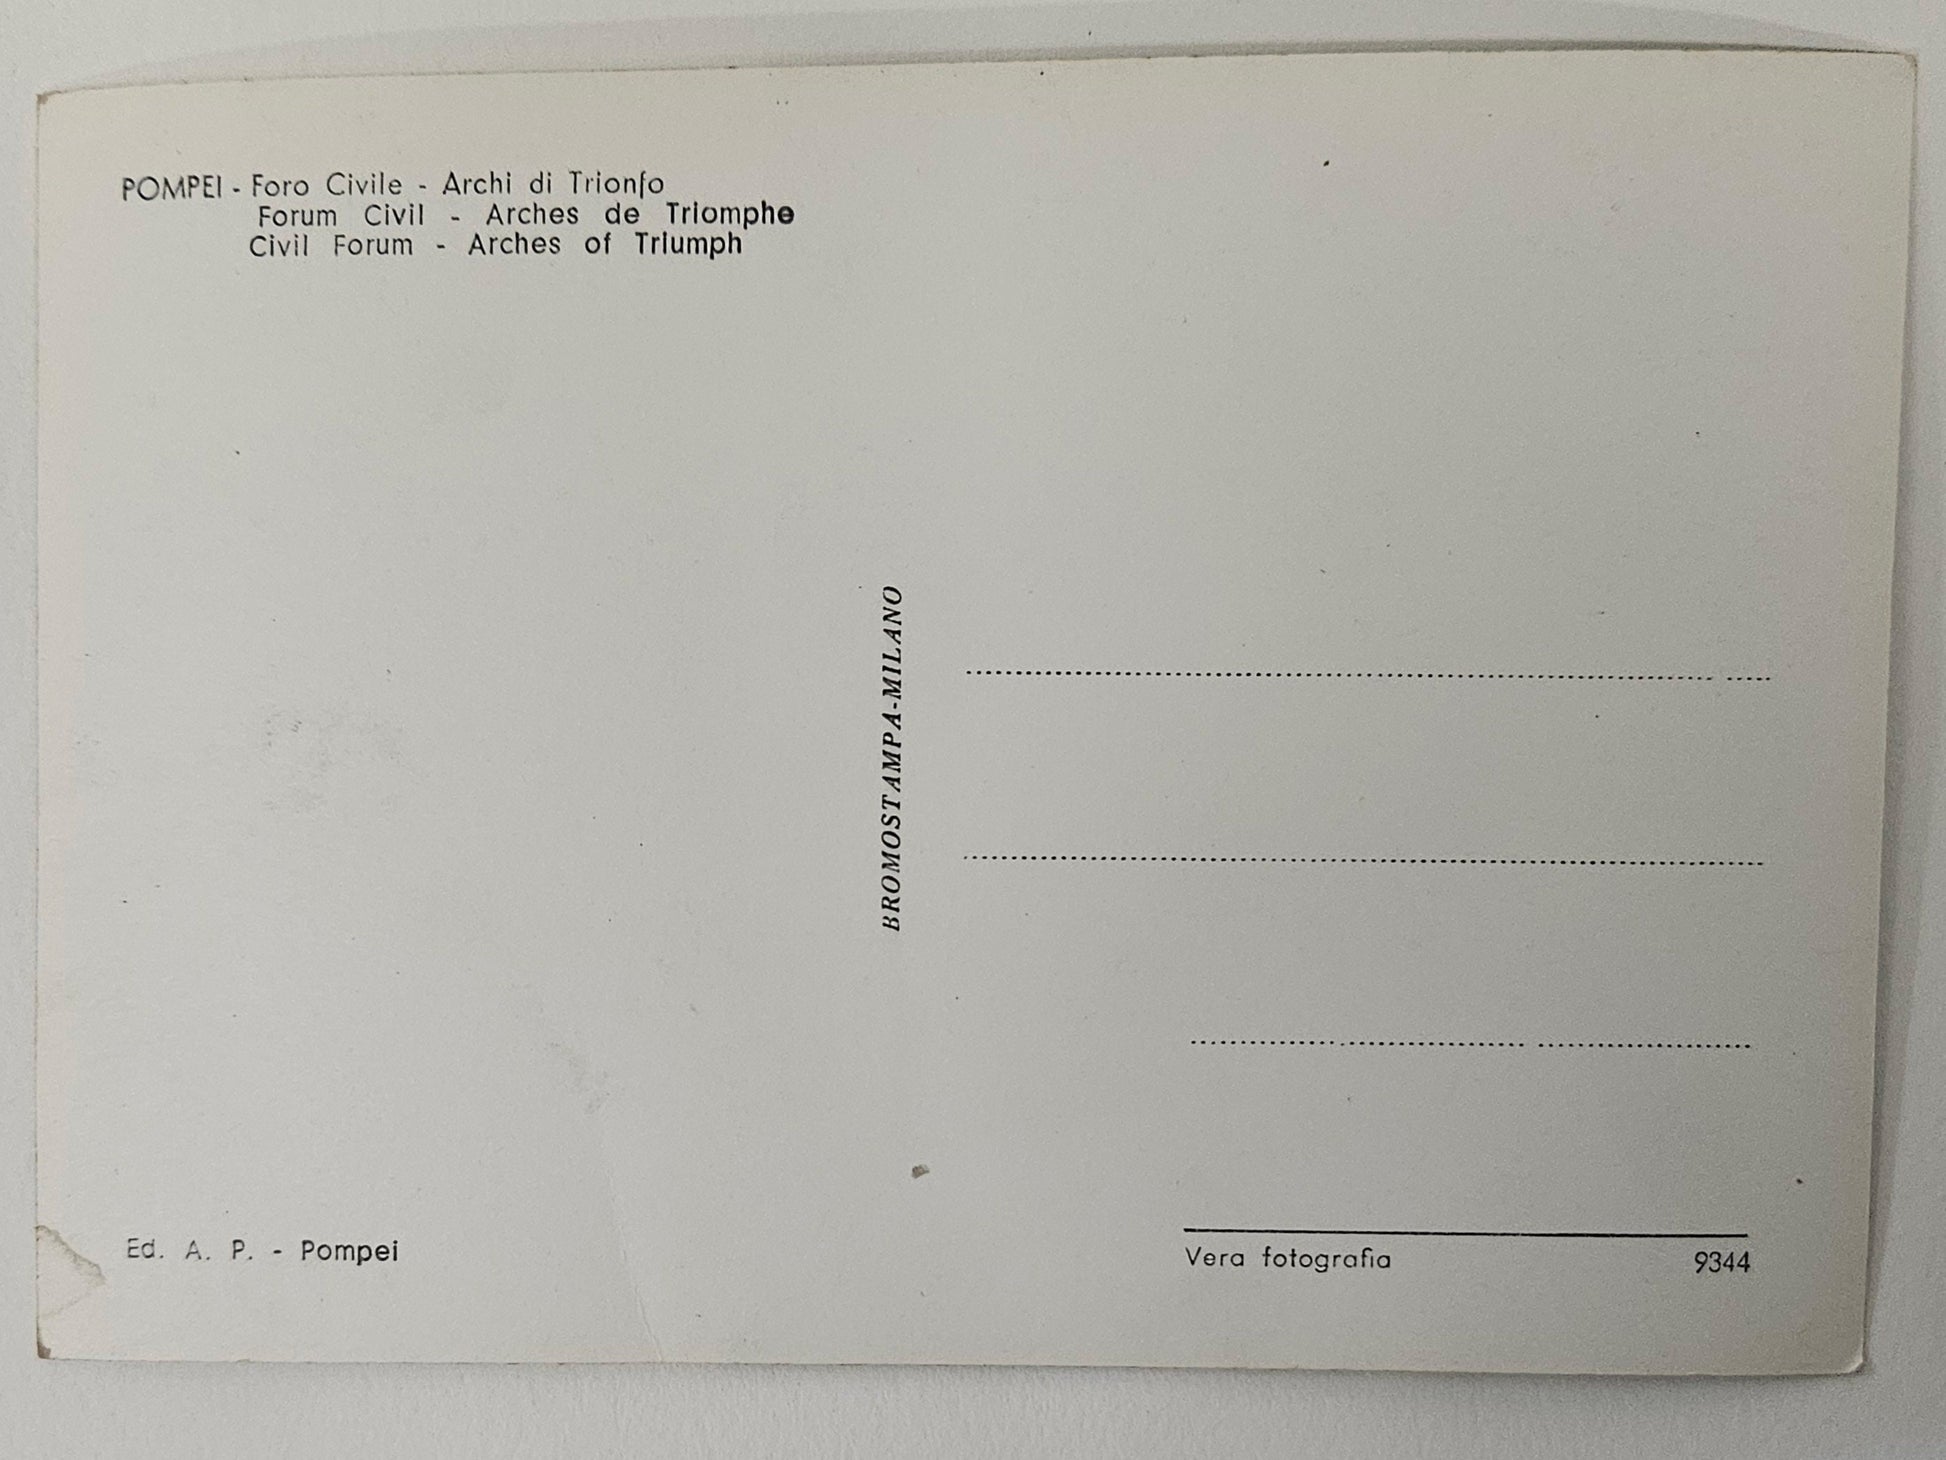 POMPEI - Foro Civile - Archi di Trionfo
Forum Civil - Arches de Triomphe
Civil Forum - Arches of Triumph
BROMOSTAMPA-MILANO
Ed. A. P. - Pompei
Vera fotografia 9344